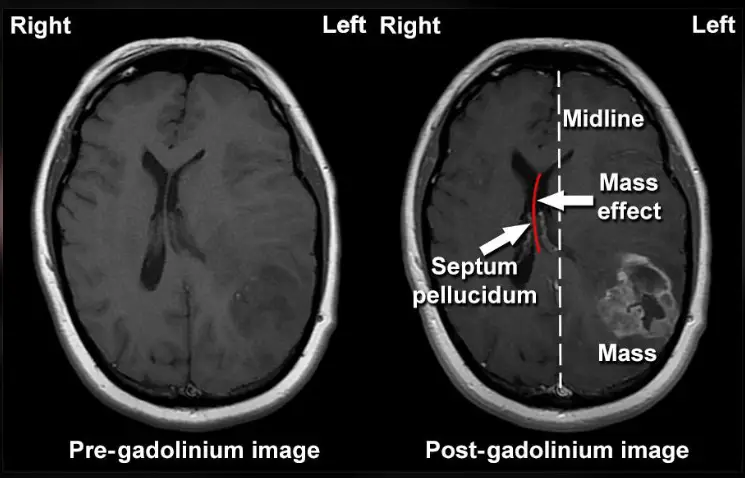 Right
Left
Right
Left
Midline
Mass
effect
Septum
pellucidum
Mass
Pre-gadolinium image
Post-gadolinium image